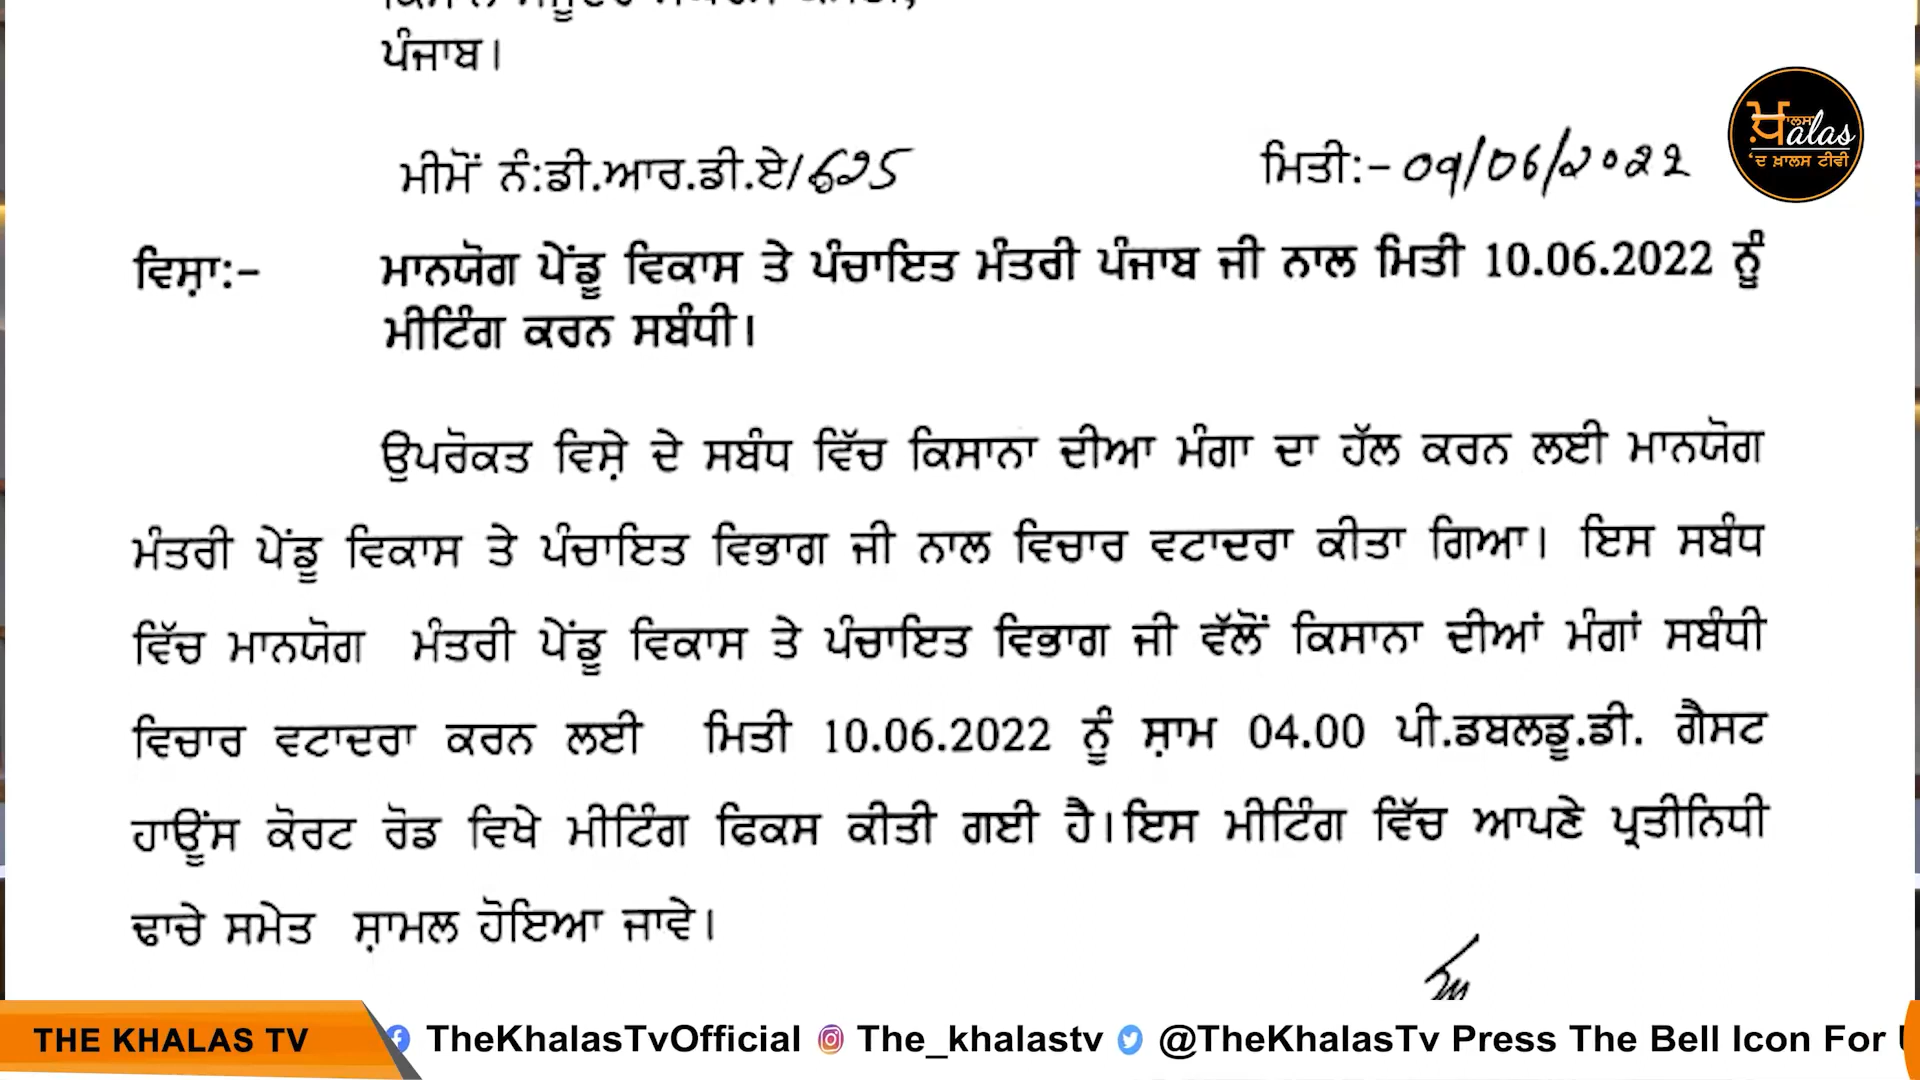 ਪੰਜਾਬ।
ਮੀਮੋਂ ਨੰ:ਡੀ.ਆਰ.ਡੀ.ਏ/625 ਮਿਤੀ:-09/06/2022
ਖ਼ਾਲਸ alas
'ਦ ਖ਼ਾਲਸ ਟੀਵੀ
ਵਿਸ਼ਾ:- ਮਾਨਯੋਗ ਪੇਂਡੂ ਵਿਕਾਸ ਤੇ ਪੰਚਾਇਤ ਮੰਤਰੀ ਪੰਜਾਬ ਜੀ ਨਾਲ ਮਿਤੀ 10.06.2022 ਨੂੰ
ਮੀਟਿੰਗ ਕਰਨ ਸਬੰਧੀ।
ਉਪਰੋਕਤ ਵਿਸ਼ੇ ਦੇ ਸਬੰਧ ਵਿੱਚ ਕਿਸਾਨਾ ਦੀਆ ਮੰਗਾ ਦਾ ਹੱਲ ਕਰਨ ਲਈ ਮਾਨਯੋਗ
ਮੰਤਰੀ ਪੇਂਡੂ ਵਿਕਾਸ ਤੇ ਪੰਚਾਇਤ ਵਿਭਾਗ ਜੀ ਨਾਲ ਵਿਚਾਰ ਵਟਾਦਰਾ ਕੀਤਾ ਗਿਆ। ਇਸ ਸਬੰਧ
ਵਿੱਚ ਮਾਨਯੋਗ ਮੰਤਰੀ ਪੇਂਡੂ ਵਿਕਾਸ ਤੇ ਪੰਚਾਇਤ ਵਿਭਾਗ ਜੀ ਵੱਲੋਂ ਕਿਸਾਨਾ ਦੀਆਂ ਮੰਗਾਂ ਸਬੰਧੀ
ਵਿਚਾਰ ਵਟਾਦਰਾ ਕਰਨ ਲਈ ਮਿਤੀ 10.06.2022 ਨੂੰ ਸ਼ਾਮ 04.00 ਪੀ.ਡਬਲਡੂ.ਡੀ. ਗੈਸਟ
ਹਾਊਂਸ ਕੋਰਟ ਰੋਡ ਵਿਖੇ ਮੀਟਿੰਗ ਫਿਕਸ ਕੀਤੀ ਗਈ ਹੈ।ਇਸ ਮੀਟਿੰਗ ਵਿੱਚ ਆਪਣੇ ਪ੍ਰਤੀਨਿਧੀ
ਢਾਚੇ ਸਮੇਤ ਸ਼ਾਮਲ ਹੋਇਆ ਜਾਵੇ।
THE KHALAS TV TheKhalasTvOfficial The_khalastv @TheKhalasTv Press The Bell Icon For